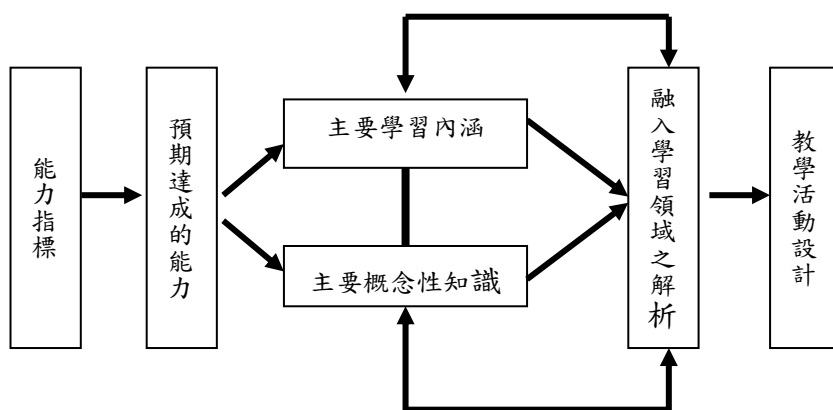 能力指標
預期達成的能力
主要學習內涵
主要概念性知識
融入學習領域之解析
教學活動設計